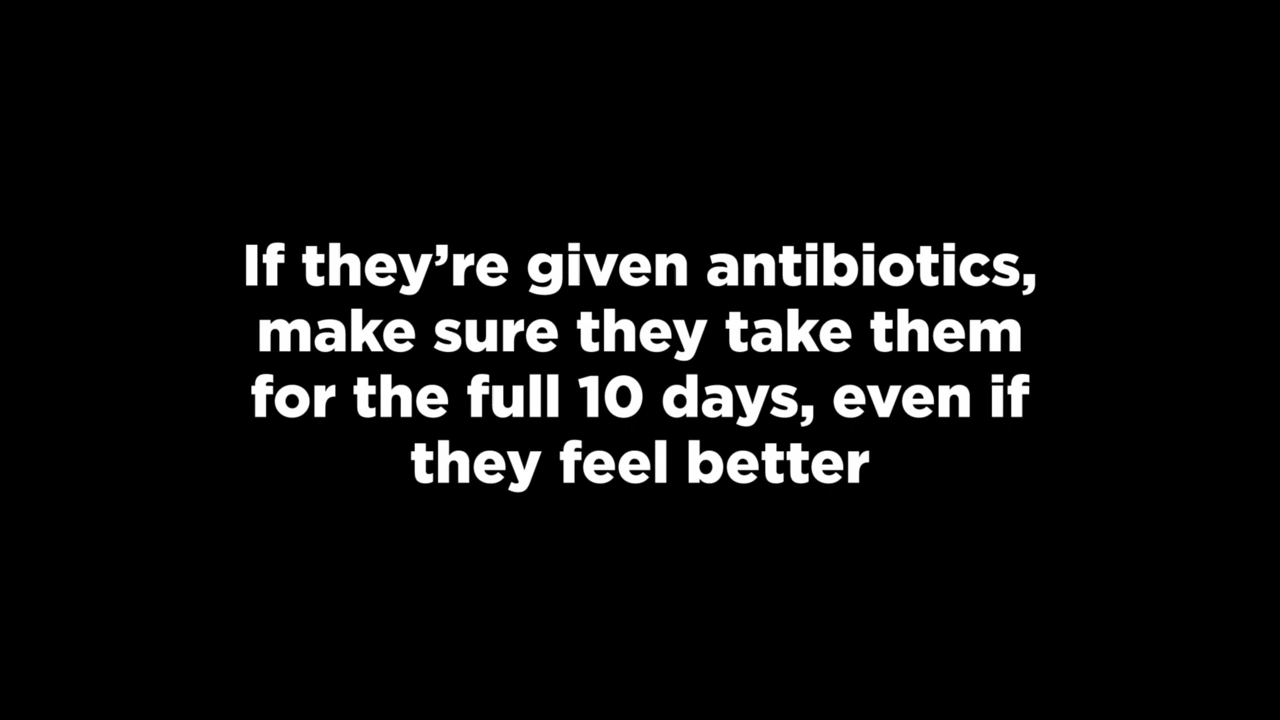 If they’re given antibiotics,
make sure they take them
for the full 10 days, even if
they feel better